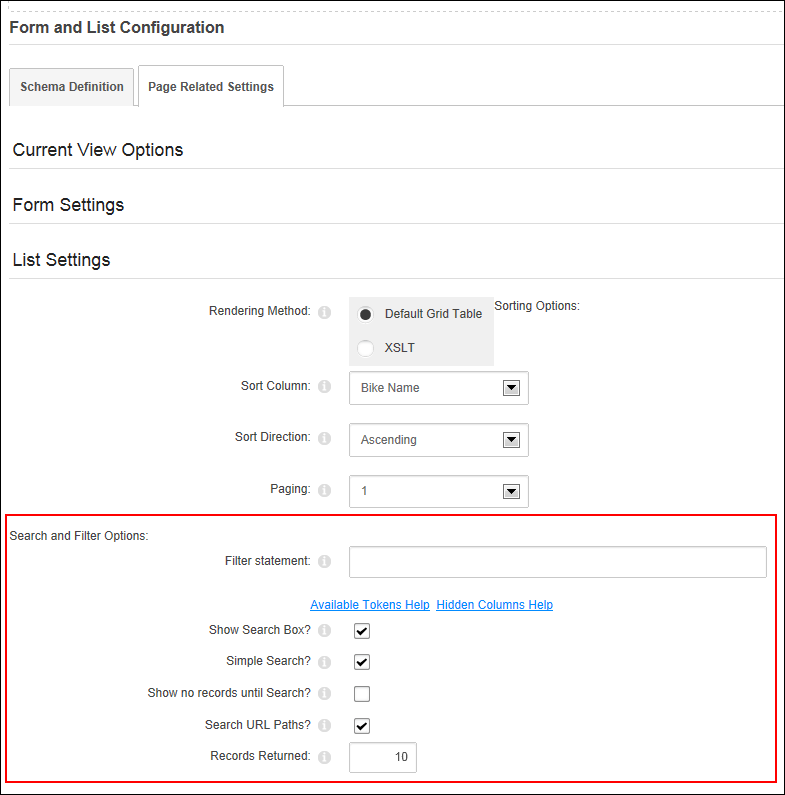 Form and List Configuration
Schema Definition Page Related Settings
Current View Options
Form Settings
List Settings
Rendering Method: Default Grid Table Sorting Options:
XSLT
Sort Column: Bike Name
Sort Direction: Ascending
Paging: 1
Search and Filter Options:
Filter statement:
Available Tokens Help Hidden Columns Help
Show Search Box?
Simple Search?
Show no records until Search?
Search URL Paths?
Records Returned: 10